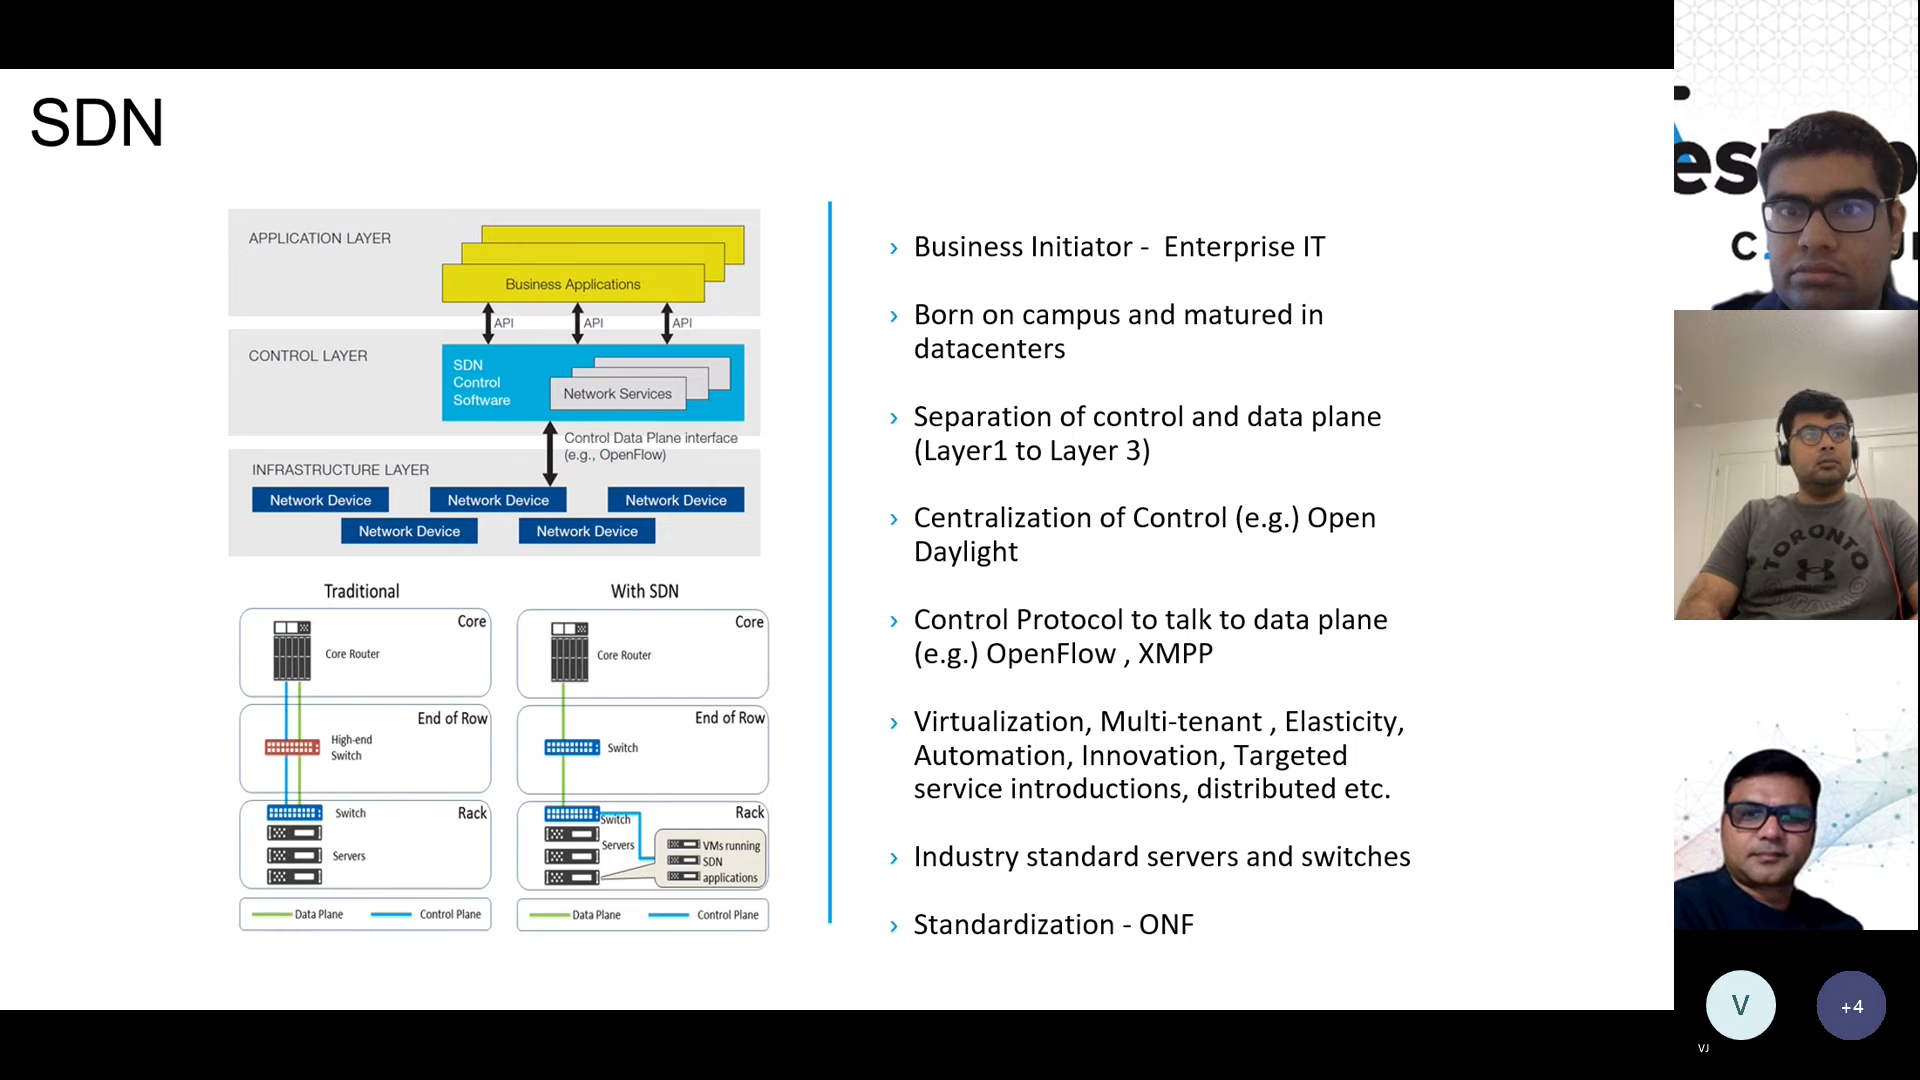 SDN
APPLICATION LAYER
Business Applications
API
API
API
CONTROL LAYER
SDN
Control
Software
Network Services
Control Data Plane interface
(e.g., OpenFlow)
INFRASTRUCTURE LAYER
Network Device
Network Device
Network Device
Network Device
Network Device
Traditional
Core
Core Router
End of Row
High-end
Switch
Switch
Rack
Servers
Data Plane
Control Plane
With SDN
Core
Core Router
End of Row
Switch
Rack
Switch
Servers
VMs running
SDN
applications
Data Plane
Control Plane
› Business Initiator - Enterprise IT
› Born on campus and matured in
datacenters
› Separation of control and data plane
(Layer1 to Layer 3)
› Centralization of Control (e.g.) Open
Daylight
› Control Protocol to talk to data plane
(e.g.) OpenFlow , XMPP
› Virtualization, Multi-tenant , Elasticity,
Automation, Innovation, Targeted
service introductions, distributed etc.
› Industry standard servers and switches
› Standardization - ONF
TORONTO
V
+4
VJ